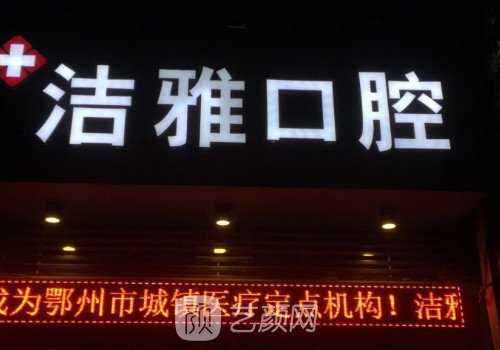 洁雅口腔
成为鄂州市城镇医疗定点机构！洁雅
颜 艺颜网